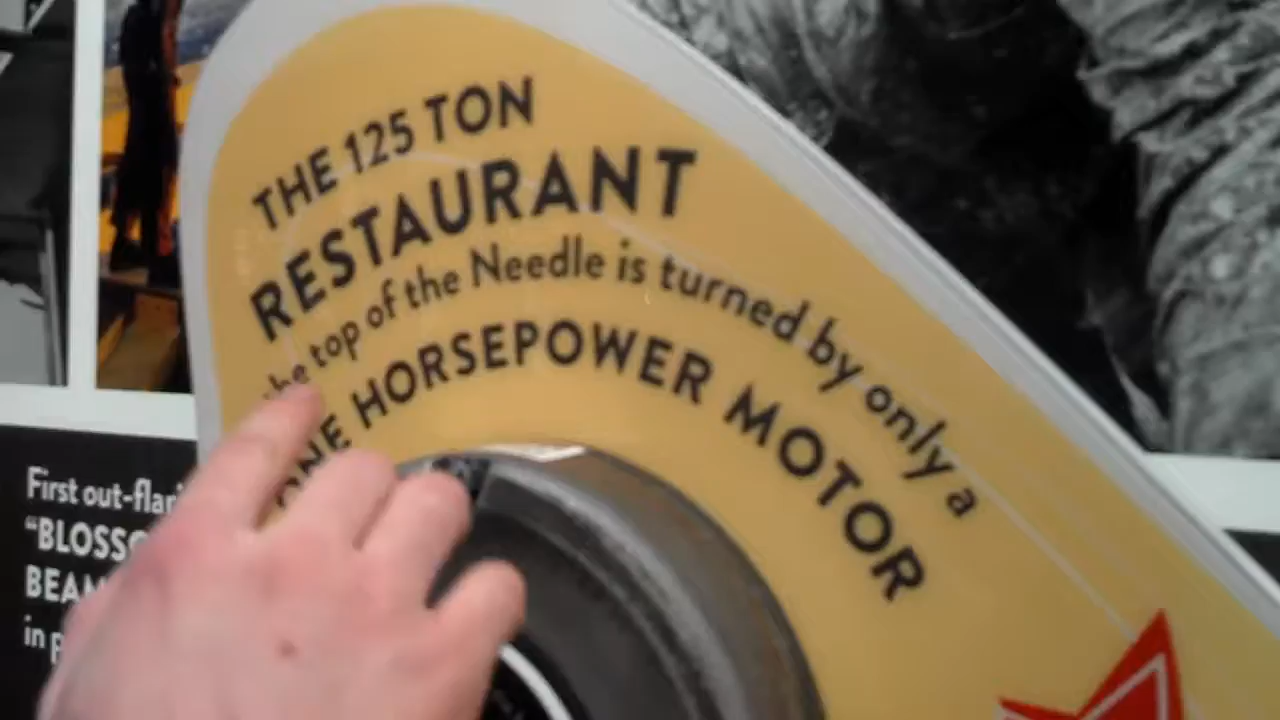 THE 125 TON
RESTAURANT
the top of the Needle is turned by only a
ONE HORSEPOWER MOTOR
First out-flari
"BLOSSO
BEAM
in p